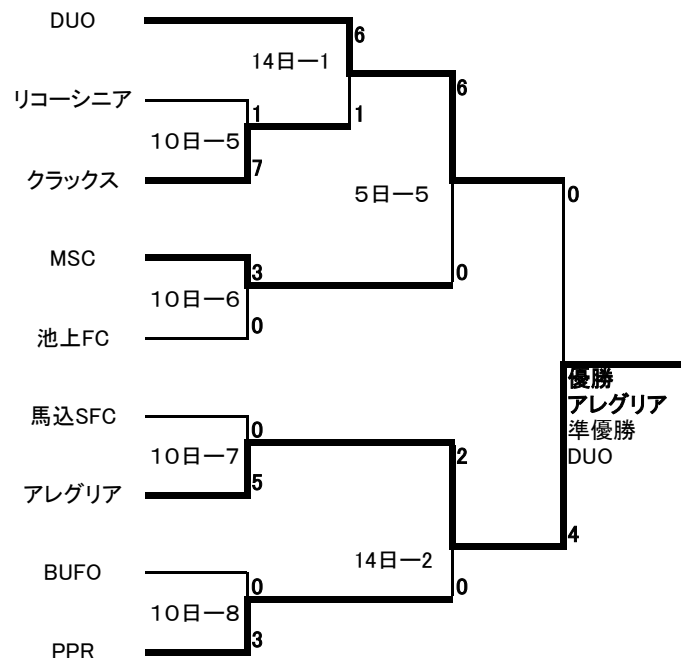 DUO
6
14日ー1
6
リコーシニア
1
1
10日ー5
クラックス
7
5日ー5
0
MSC
3
0
10日ー6
池上FC
0
優勝
アレグリア
準優勝
DUO
馬込SFC
0
10日ー7
2
アレグリア
5
4
14日ー2
BUFO
0
0
10日ー8
PPR
3